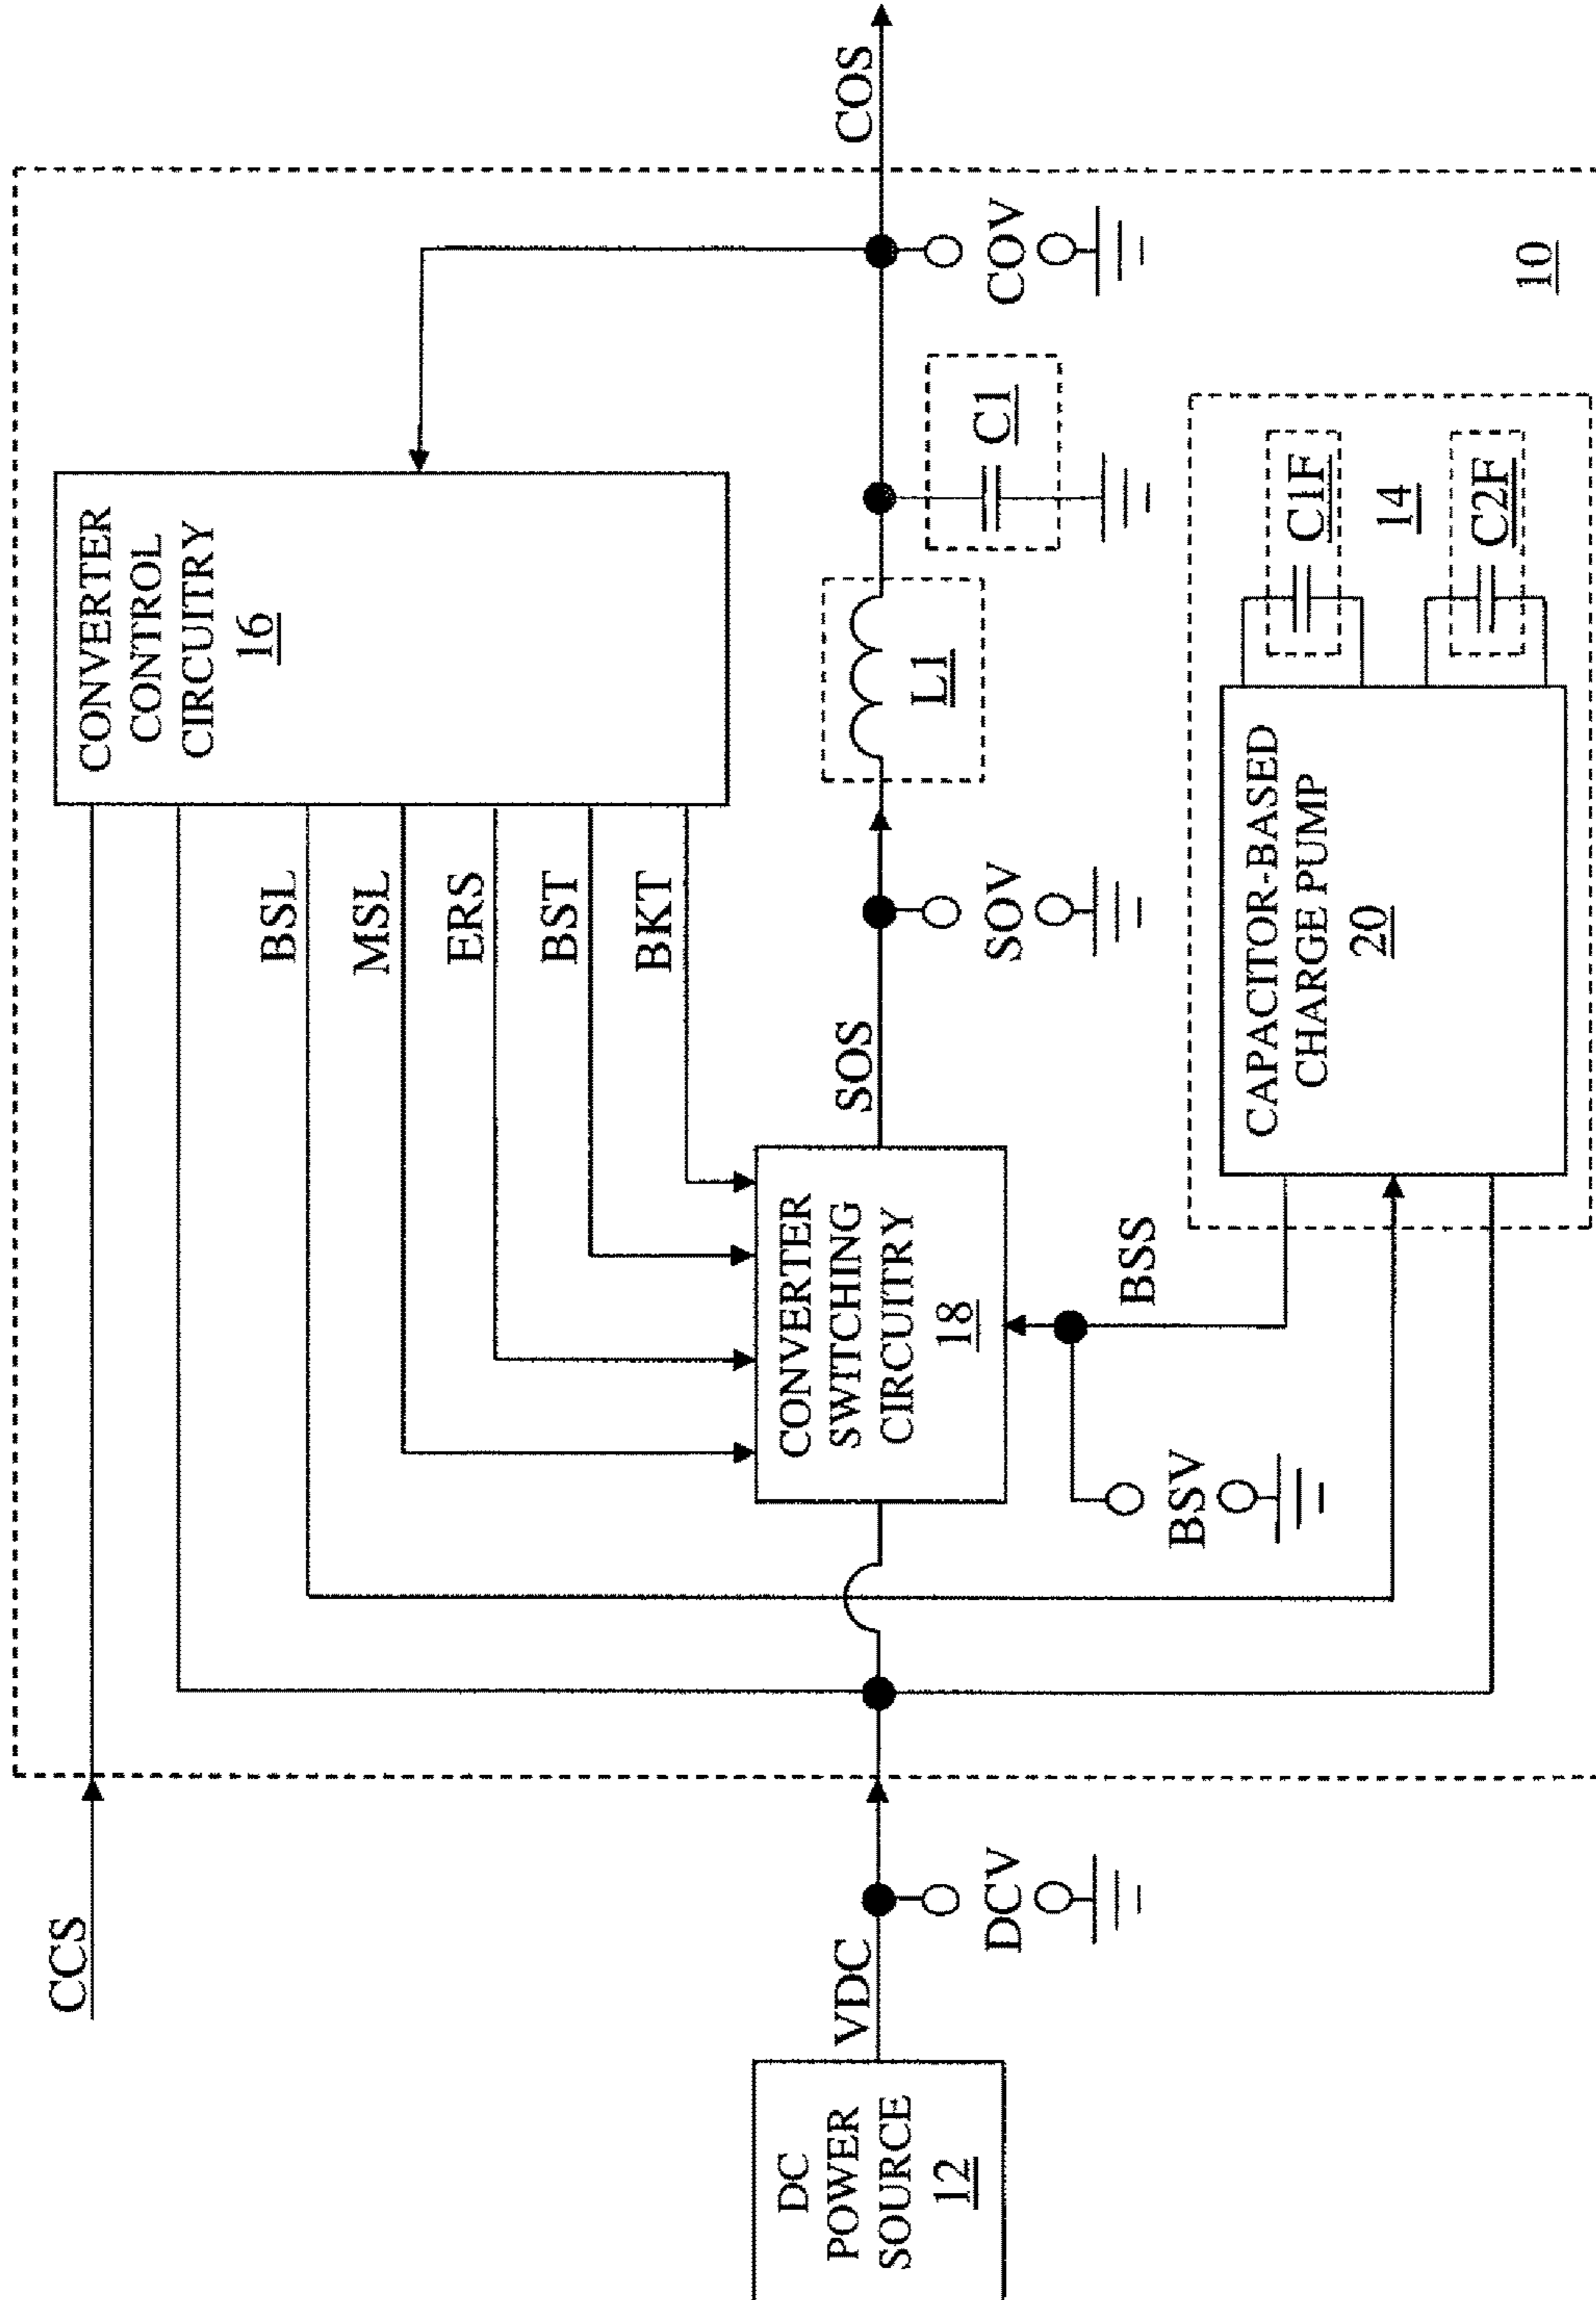 CCS
CONVERTER
CONTROL
CIRCUITRY
16
BSL
MSL
ERS
BST
BKT
DC
POWER
SOURCE
12
VDC
DCV
CONVERTER
SWITCHING
CIRCUITRY
18
SOS
SOV
L1
C1
COV
COS
BSV
BSS
CAPACITOR-BASED
CHARGE PUMP
20
C1F
14
C2F
10